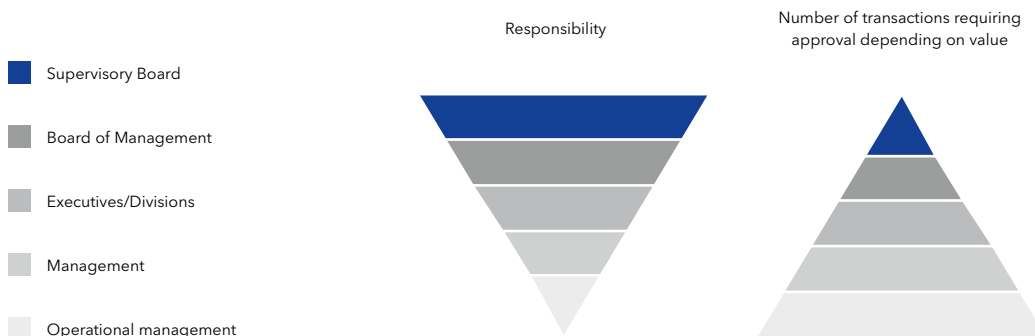 Responsibility
Number of transactions requiring
approval depending on value
Supervisory Board
Board of Management
Executives/Divisions
Management
Operational management